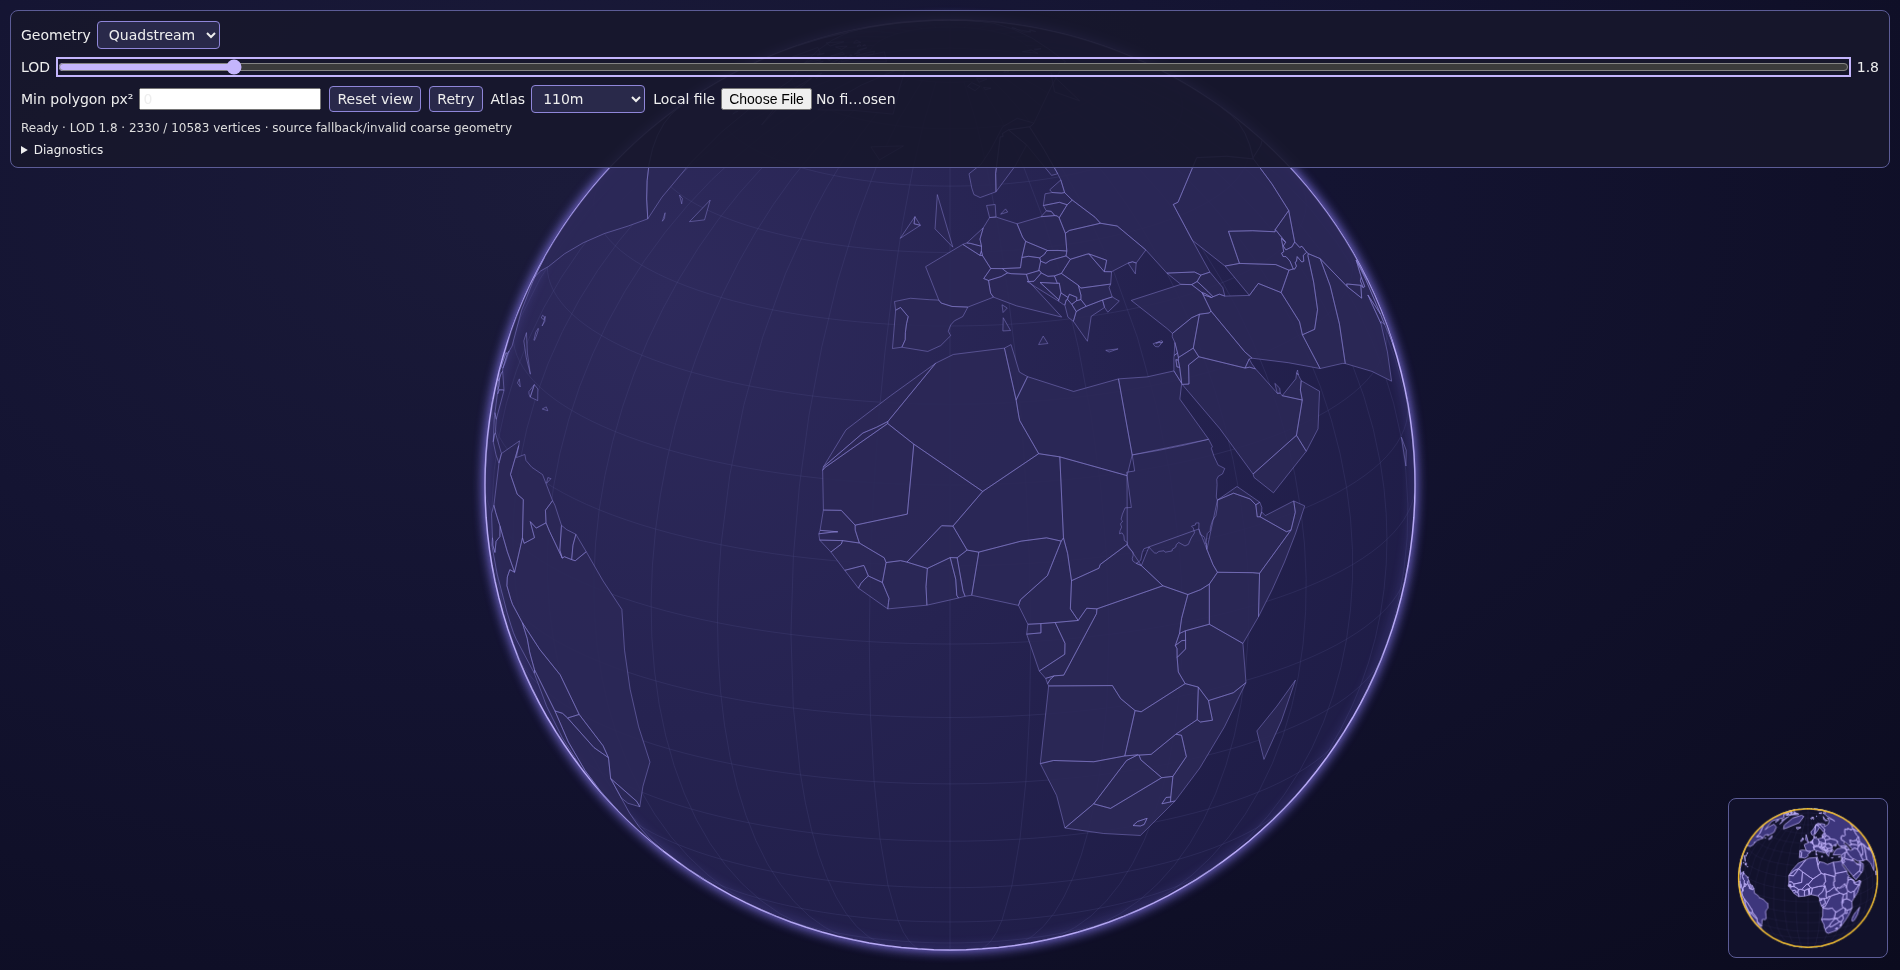 Geometry Quadstream
LOD 1.8
Min polygon px² 0 Reset view Retry Atlas 110m Local file Choose File No fi…osen
Ready · LOD 1.8 · 2330 / 10583 vertices · source fallback/invalid coarse geometry
Diagnostics